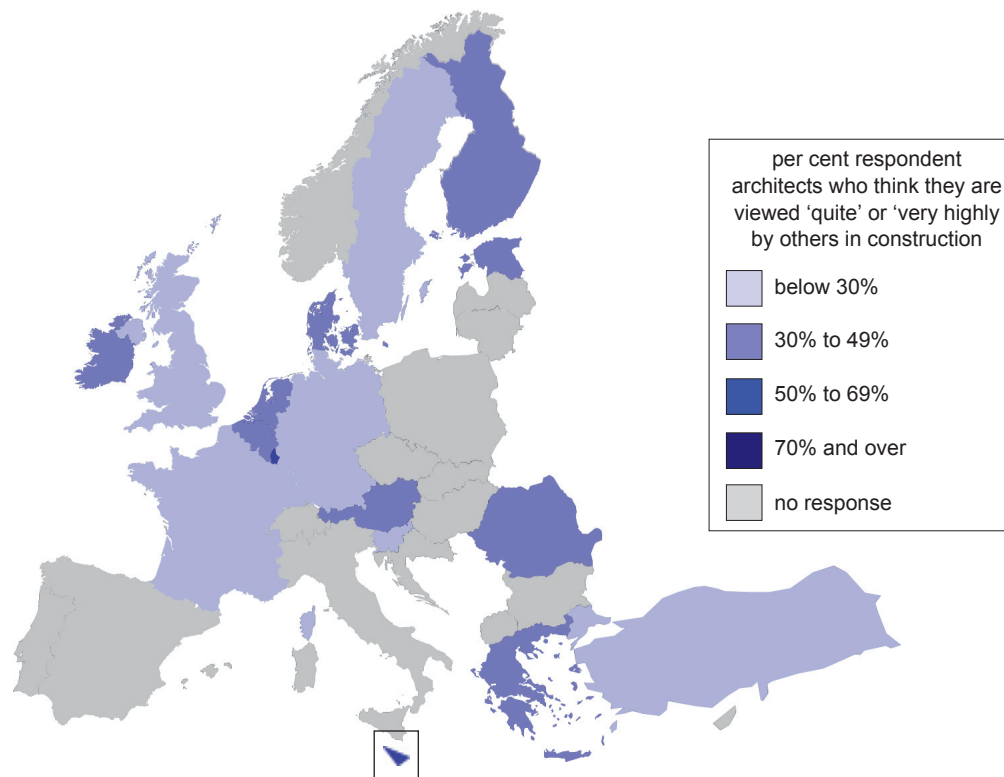 per cent respondent
architects who think they are
viewed ‘quite’ or ‘very highly
by others in construction
below 30%
30% to 49%
50% to 69%
70% and over
no response